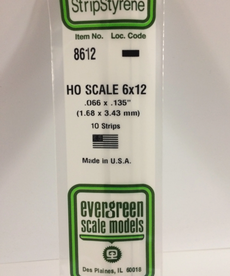 StripStyrene
Item No. Loc. Code
8612
HO SCALE 6x12
.066 x .135"
(1.68 x 3.43 mm)
10 Strips
Made in U.S.A.
evergreen
scale models
Des Plaines, IL 60018